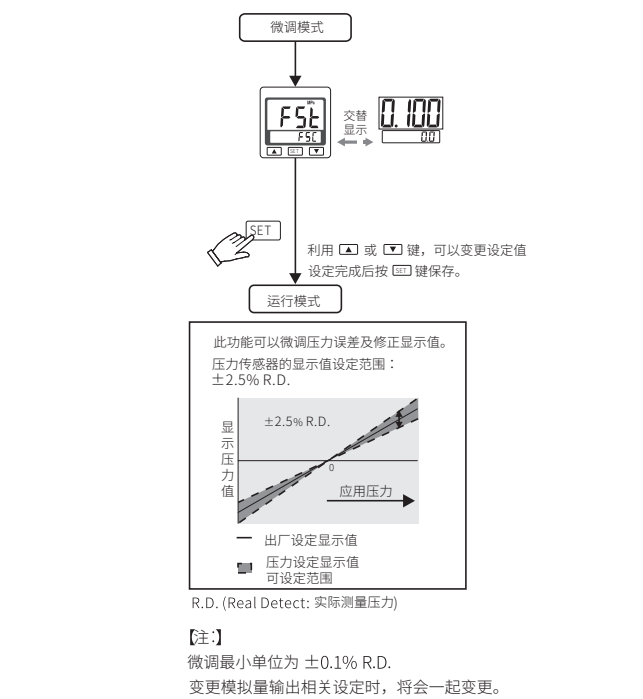 微调模式
MPa
FSt
FSC
SET
交替
显示
0.100
0.0
SET
利用 ▲ 或 ▼ 键，可以变更设定值
设定完成后按 SET 键保存。
运行模式
此功能可以微调压力误差及修正显示值。
压力传感器的显示值设定范围：
±2.5% R.D.
±2.5% R.D.
显示压力值
0
应用压力
出厂设定显示值
压力设定显示值
可设定范围
R.D. (Real Detect: 实际测量压力)
【注:】
微调最小单位为 ±0.1% R.D.
变更模拟量输出相关设定时，将会一起变更。